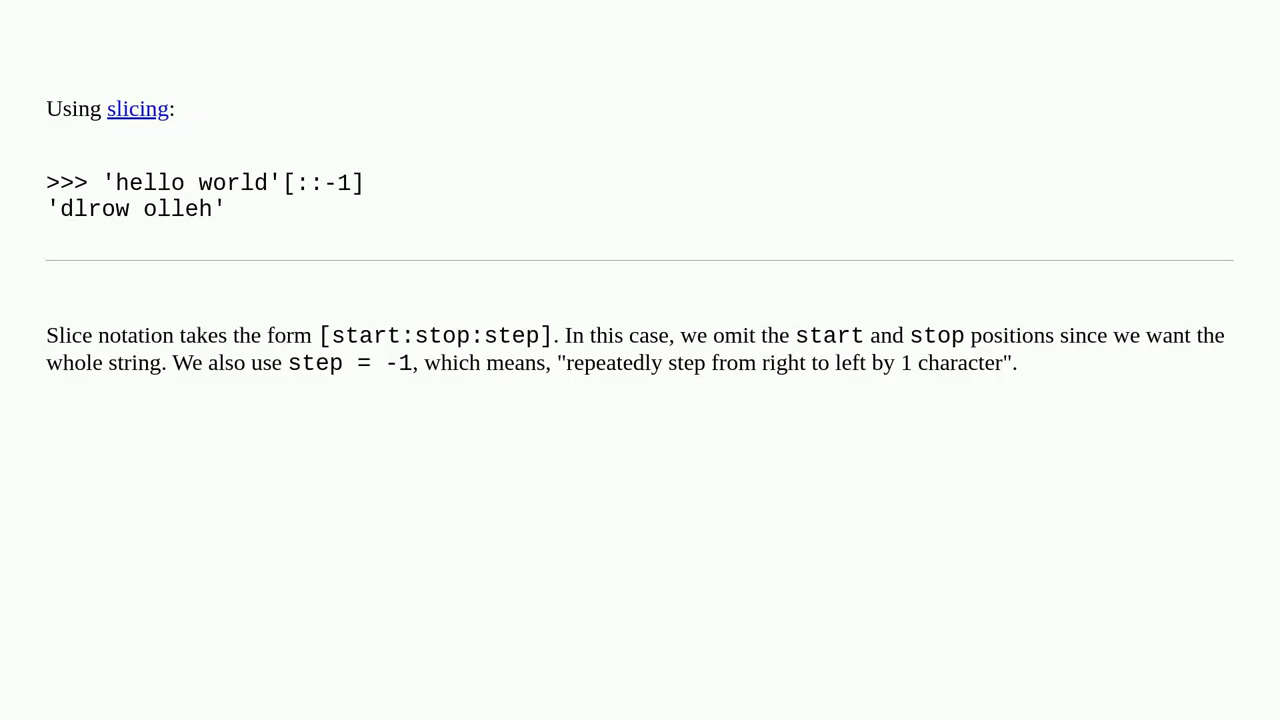 Using slicing:
>>> 'hello world'[::-1]
'dlrow olleh'
Slice notation takes the form [start:stop:step]. In this case, we omit the start and stop positions since we want the
whole string. We also use step = -1, which means, "repeatedly step from right to left by 1 character".